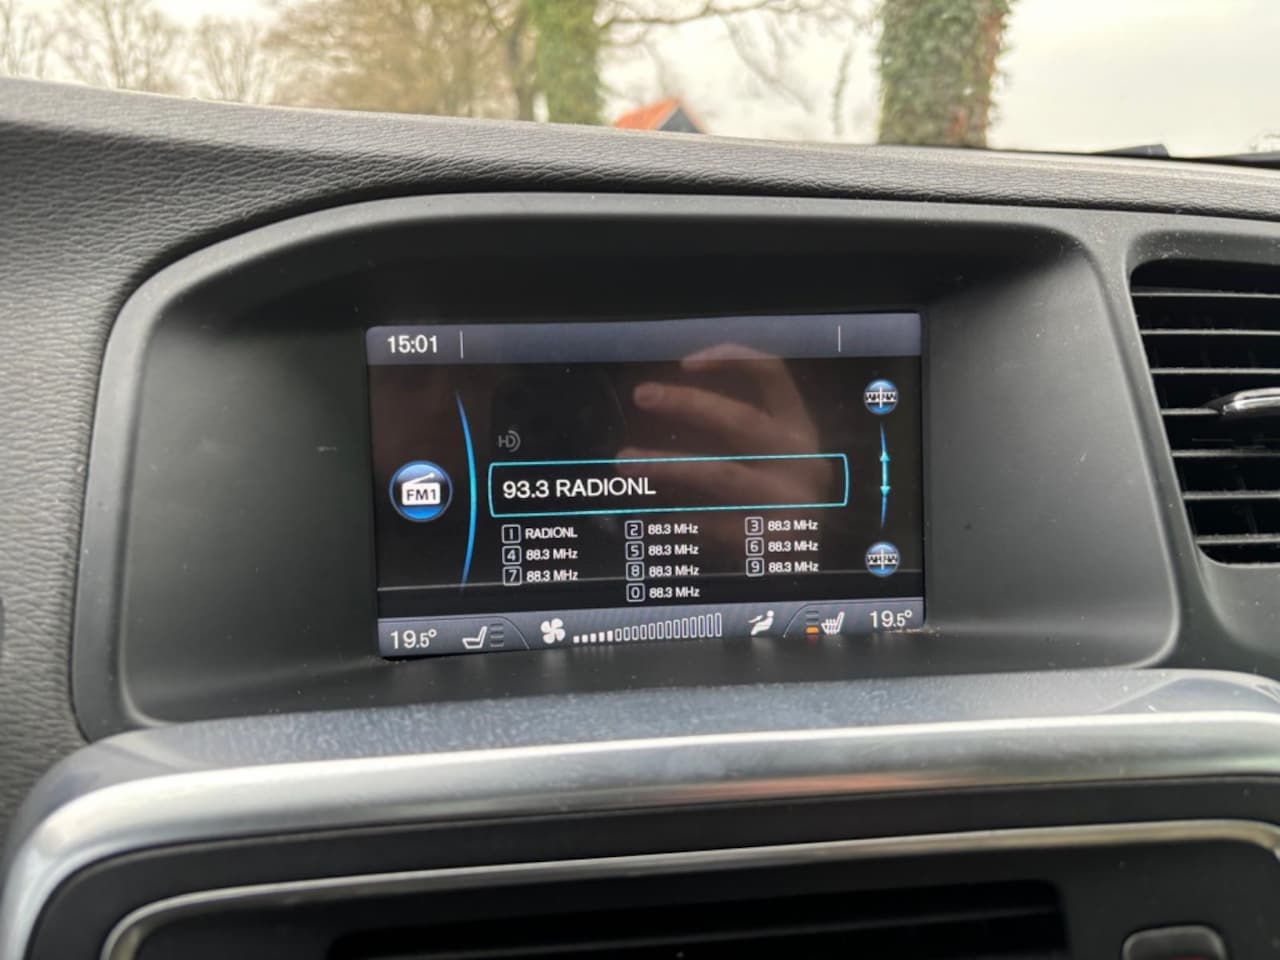 15:01
HD
FM1
93.3 RADIONL
1 RADIONL 2 88.3 MHz 3 88.3 MHz
4 88.3 MHz 5 88.3 MHz 6 88.3 MHz
7 88.3 MHz 8 88.3 MHz 9 88.3 MHz
0 88.3 MHz
19.5° 19.5°